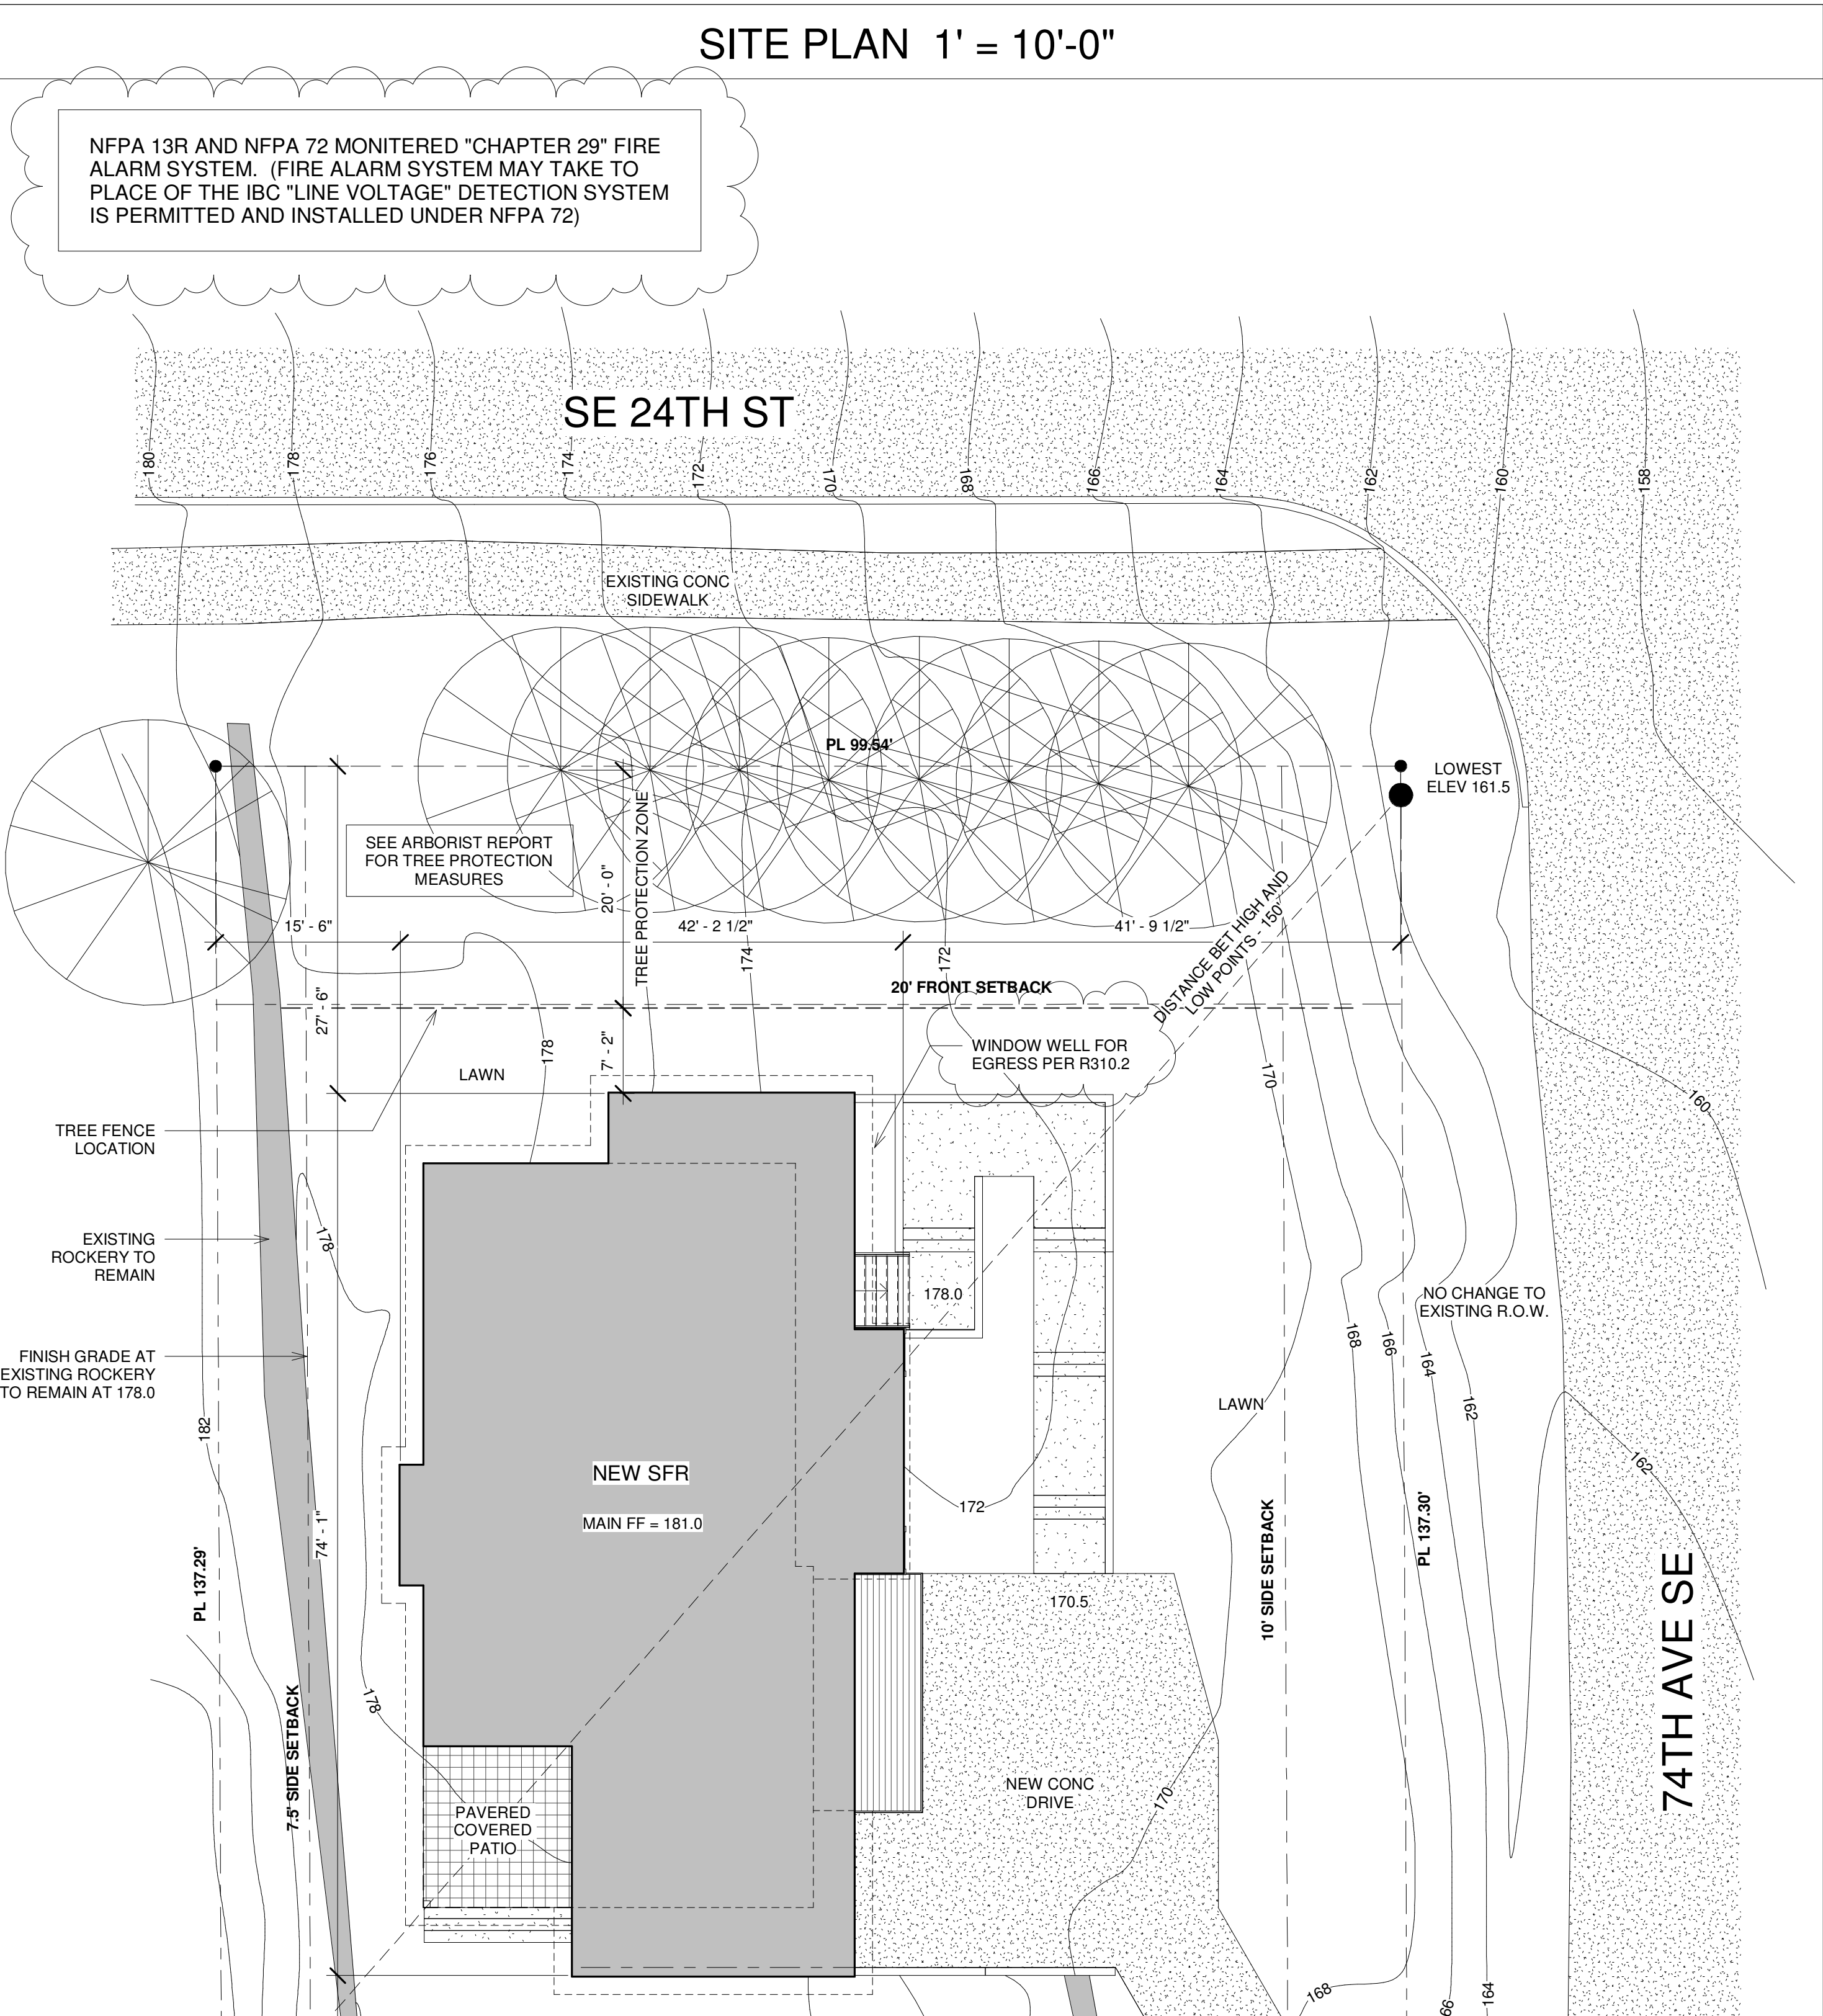 SITE PLAN 1' = 10'-0"
NFPA 13R AND NFPA 72 MONITERED "CHAPTER 29" FIRE
ALARM SYSTEM. (FIRE ALARM SYSTEM MAY TAKE TO
PLACE OF THE IBC "LINE VOLTAGE" DETECTION SYSTEM
IS PERMITTED AND INSTALLED UNDER NFPA 72)
SE 24TH ST
180
178
176
174
172
170
168
166
164
162
160
158
EXISTING CONC
SIDEWALK
PL 99.54'
LOWEST
ELEV 161.5
SEE ARBORIST REPORT
FOR TREE PROTECTION
MEASURES
20' - 0"
TREE PROTECTION ZONE
15' - 6"
42' - 2 1/2"
41' - 9 1/2"
DISTANCE BET HIGH AND
LOW POINTS - 150'
174
172
20' FRONT SETBACK
27' - 6"
7' - 2"
178
LAWN
WINDOW WELL FOR
EGRESS PER R310.2
170
160
TREE FENCE
LOCATION
EXISTING
ROCKERY TO
REMAIN
178
178.0
NO CHANGE TO
EXISTING R.O.W.
FINISH GRADE AT
EXISTING ROCKERY
TO REMAIN AT 178.0
168
166
164
162
LAWN
182
NEW SFR
MAIN FF = 181.0
172
162
74' - 1"
PL 137.29'
10' SIDE SETBACK
PL 137.30'
170.5
74TH AVE SE
7.5' SIDE SETBACK
178
PAVERED
COVERED
PATIO
NEW CONC
DRIVE
170
168
66
164